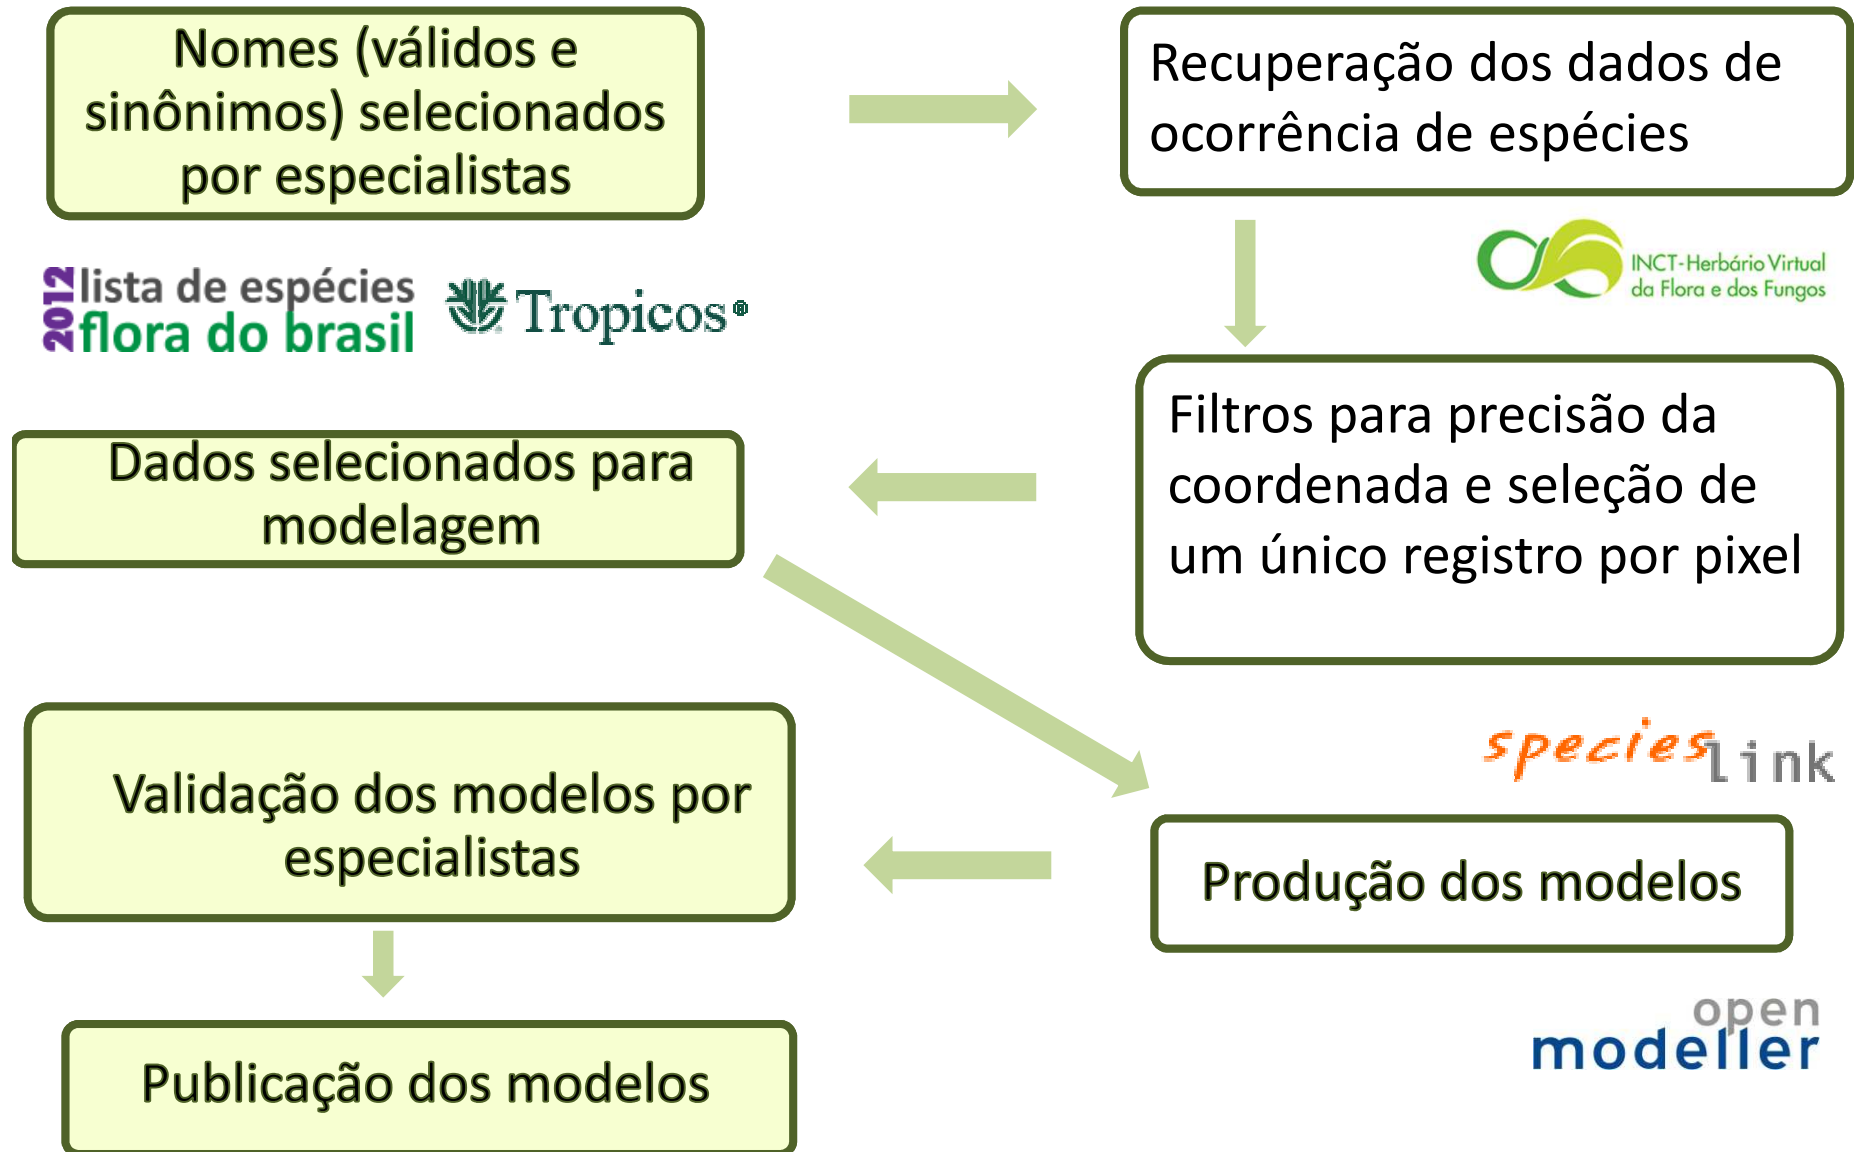 Nomes (válidos e
sinônimos) selecionados
por especialistas
Recuperação dos dados de
ocorrência de espécies
2012
lista de espécies
flora do brasil
Tropicos®
INCT-Herbário Virtual
da Flora e dos Fungos
Filtros para precisão da
coordenada e seleção de
um único registro por pixel
Dados selecionados para
modelagem
species
link
Produção dos modelos
Validação dos modelos por
especialistas
open
modeller
Publicação dos modelos